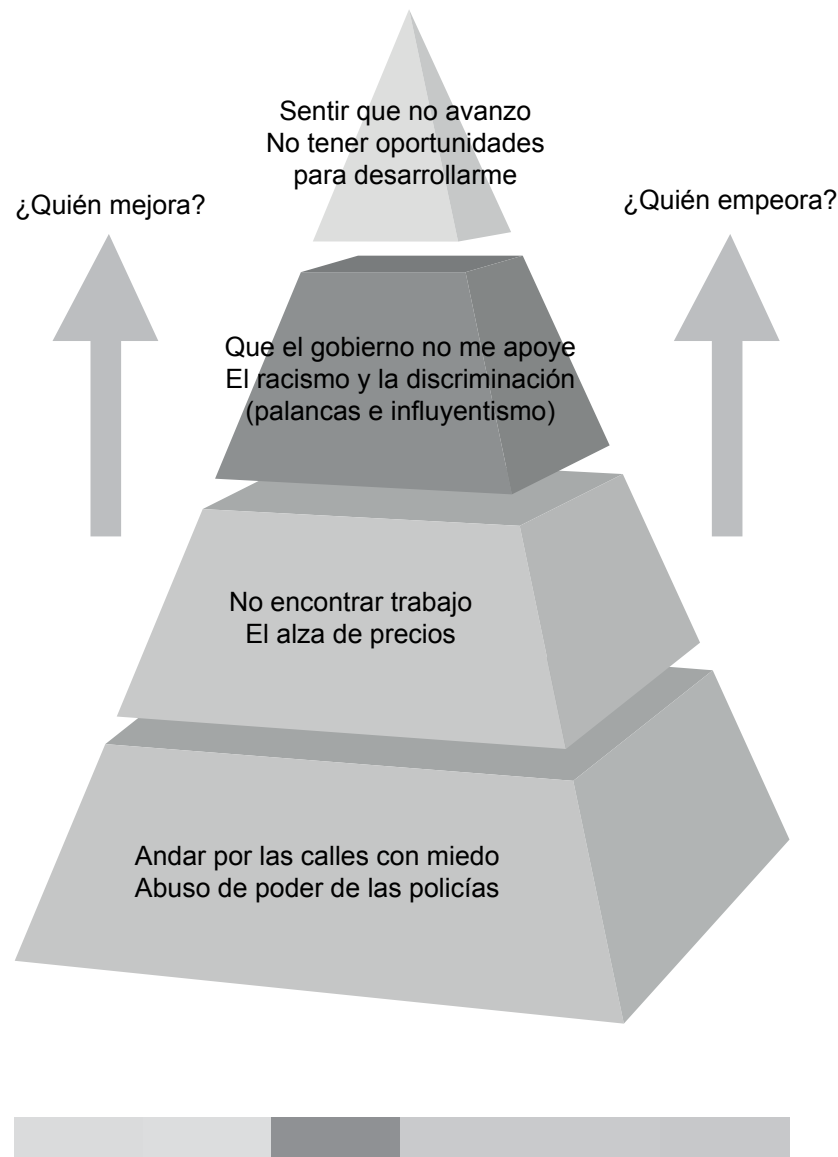 Sentir que no avanzo
No tener oportunidades
para desarrollarme
¿Quién mejora?
¿Quién empeora?
Que el gobierno no me apoye
El racismo y la discriminación
(palancas e influyentismo)
No encontrar trabajo
El alza de precios
Andar por las calles con miedo
Abuso de poder de las policías